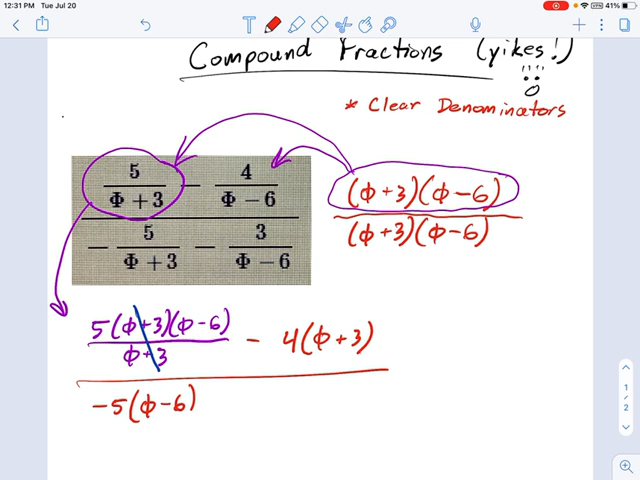 12:31 PM Tue Jul 20
VPN 41%
T
Compound Fractions (yikes!)
* Clear Denominators
5/(Φ + 3) − 4/(Φ − 6)
− 5/(Φ + 3) − 3/(Φ − 6)
(ϕ+3)(ϕ−6)
(ϕ+3)(ϕ−6)
5(ϕ+3)(ϕ−6)/(ϕ+3) − 4(ϕ+3)
−5(ϕ−6)
1
/ 2